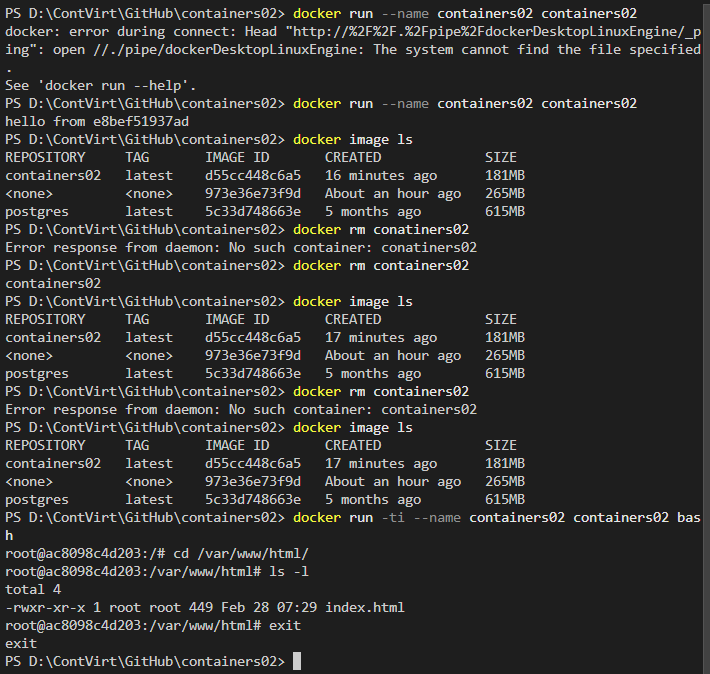 PS D:\ContVirt\GitHub\containers02> docker run --name containers02 containers02
docker: error during connect: Head "http://%2F%2F.%2Fpipe%2FdockerDesktopLinuxEngine/_p
ing": open //./pipe/dockerDesktopLinuxEngine: The system cannot find the file specified
.
See 'docker run --help'.
PS D:\ContVirt\GitHub\containers02> docker run --name containers02 containers02
hello from e8bef51937ad
PS D:\ContVirt\GitHub\containers02> docker image ls
REPOSITORY     TAG       IMAGE ID       CREATED             SIZE
containers02   latest    d55cc448c6a5   16 minutes ago      181MB
<none>         <none>    973e36e73f9d   About an hour ago   265MB
postgres       latest    5c33d748663e   5 months ago        615MB
PS D:\ContVirt\GitHub\containers02> docker rm conatiners02
Error response from daemon: No such container: conatiners02
PS D:\ContVirt\GitHub\containers02> docker rm containers02
containers02
PS D:\ContVirt\GitHub\containers02> docker image ls
REPOSITORY     TAG       IMAGE ID       CREATED             SIZE
containers02   latest    d55cc448c6a5   17 minutes ago      181MB
<none>         <none>    973e36e73f9d   About an hour ago   265MB
postgres       latest    5c33d748663e   5 months ago        615MB
PS D:\ContVirt\GitHub\containers02> docker rm containers02
Error response from daemon: No such container: containers02
PS D:\ContVirt\GitHub\containers02> docker image ls
REPOSITORY     TAG       IMAGE ID       CREATED             SIZE
containers02   latest    d55cc448c6a5   17 minutes ago      181MB
<none>         <none>    973e36e73f9d   About an hour ago   265MB
postgres       latest    5c33d748663e   5 months ago        615MB
PS D:\ContVirt\GitHub\containers02> docker run -ti --name containers02 containers02 bas
h
root@ac8098c4d203:/# cd /var/www/html/
root@ac8098c4d203:/var/www/html# ls -l
total 4
-rwxr-xr-x 1 root root 449 Feb 28 07:29 index.html
root@ac8098c4d203:/var/www/html# exit
exit
PS D:\ContVirt\GitHub\containers02>